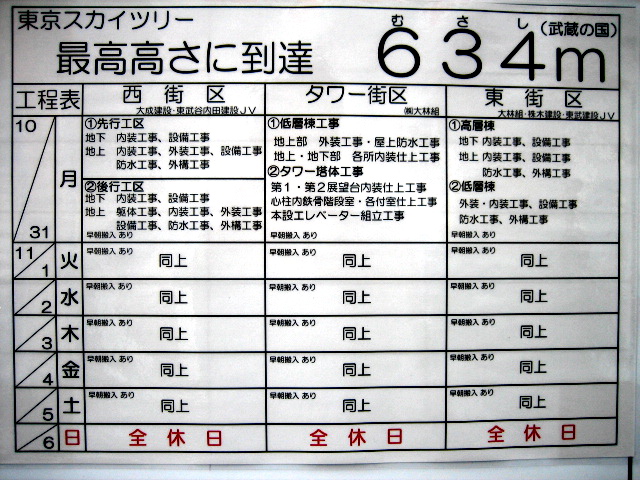 東京スカイツリー
最高高さに到達
むさし
634m
(武蔵の国)
工程表
西街区
大成建設・東武谷内田建設JV
タワー街区
㈱大林組
東街区
大林組・株木建設・東武建設JV
10
31
月
①先行工区
地下 内装工事、設備工事
地上 内装工事、外装工事、設備工事
防水工事、外構工事
②後行工区
地下 内装工事、設備工事
地上 躯体工事、内装工事、外装工事
設備工事、防水工事、外構工事
早朝搬入 あり
①低層棟工事
地上部 外装工事・屋上防水工事
地上・地下部 各所内装仕上工事
②タワー塔体工事
第1・第2展望台内装仕上工事
心柱内鉄骨階段室・各付室仕上工事
本設エレベーター組立工事
早朝搬入 あり
①高層棟
地下 内装工事、設備工事
地上 内装工事、設備工事
防水工事、外構工事
②低層棟
外装・内装工事、設備工事
防水工事、外構工事
早朝搬入 あり
11
1
火
早朝搬入 あり
同上
早朝搬入 あり
同上
早朝搬入 あり
同上
2
水
早朝搬入 あり
同上
早朝搬入 あり
同上
早朝搬入 あり
同上
3
木
早朝搬入 あり
同上
早朝搬入 あり
同上
早朝搬入 あり
同上
4
金
早朝搬入 あり
同上
早朝搬入 あり
同上
早朝搬入 あり
同上
5
土
早朝搬入 あり
同上
早朝搬入 あり
同上
早朝搬入 あり
同上
6
日
全休日
全休日
全休日